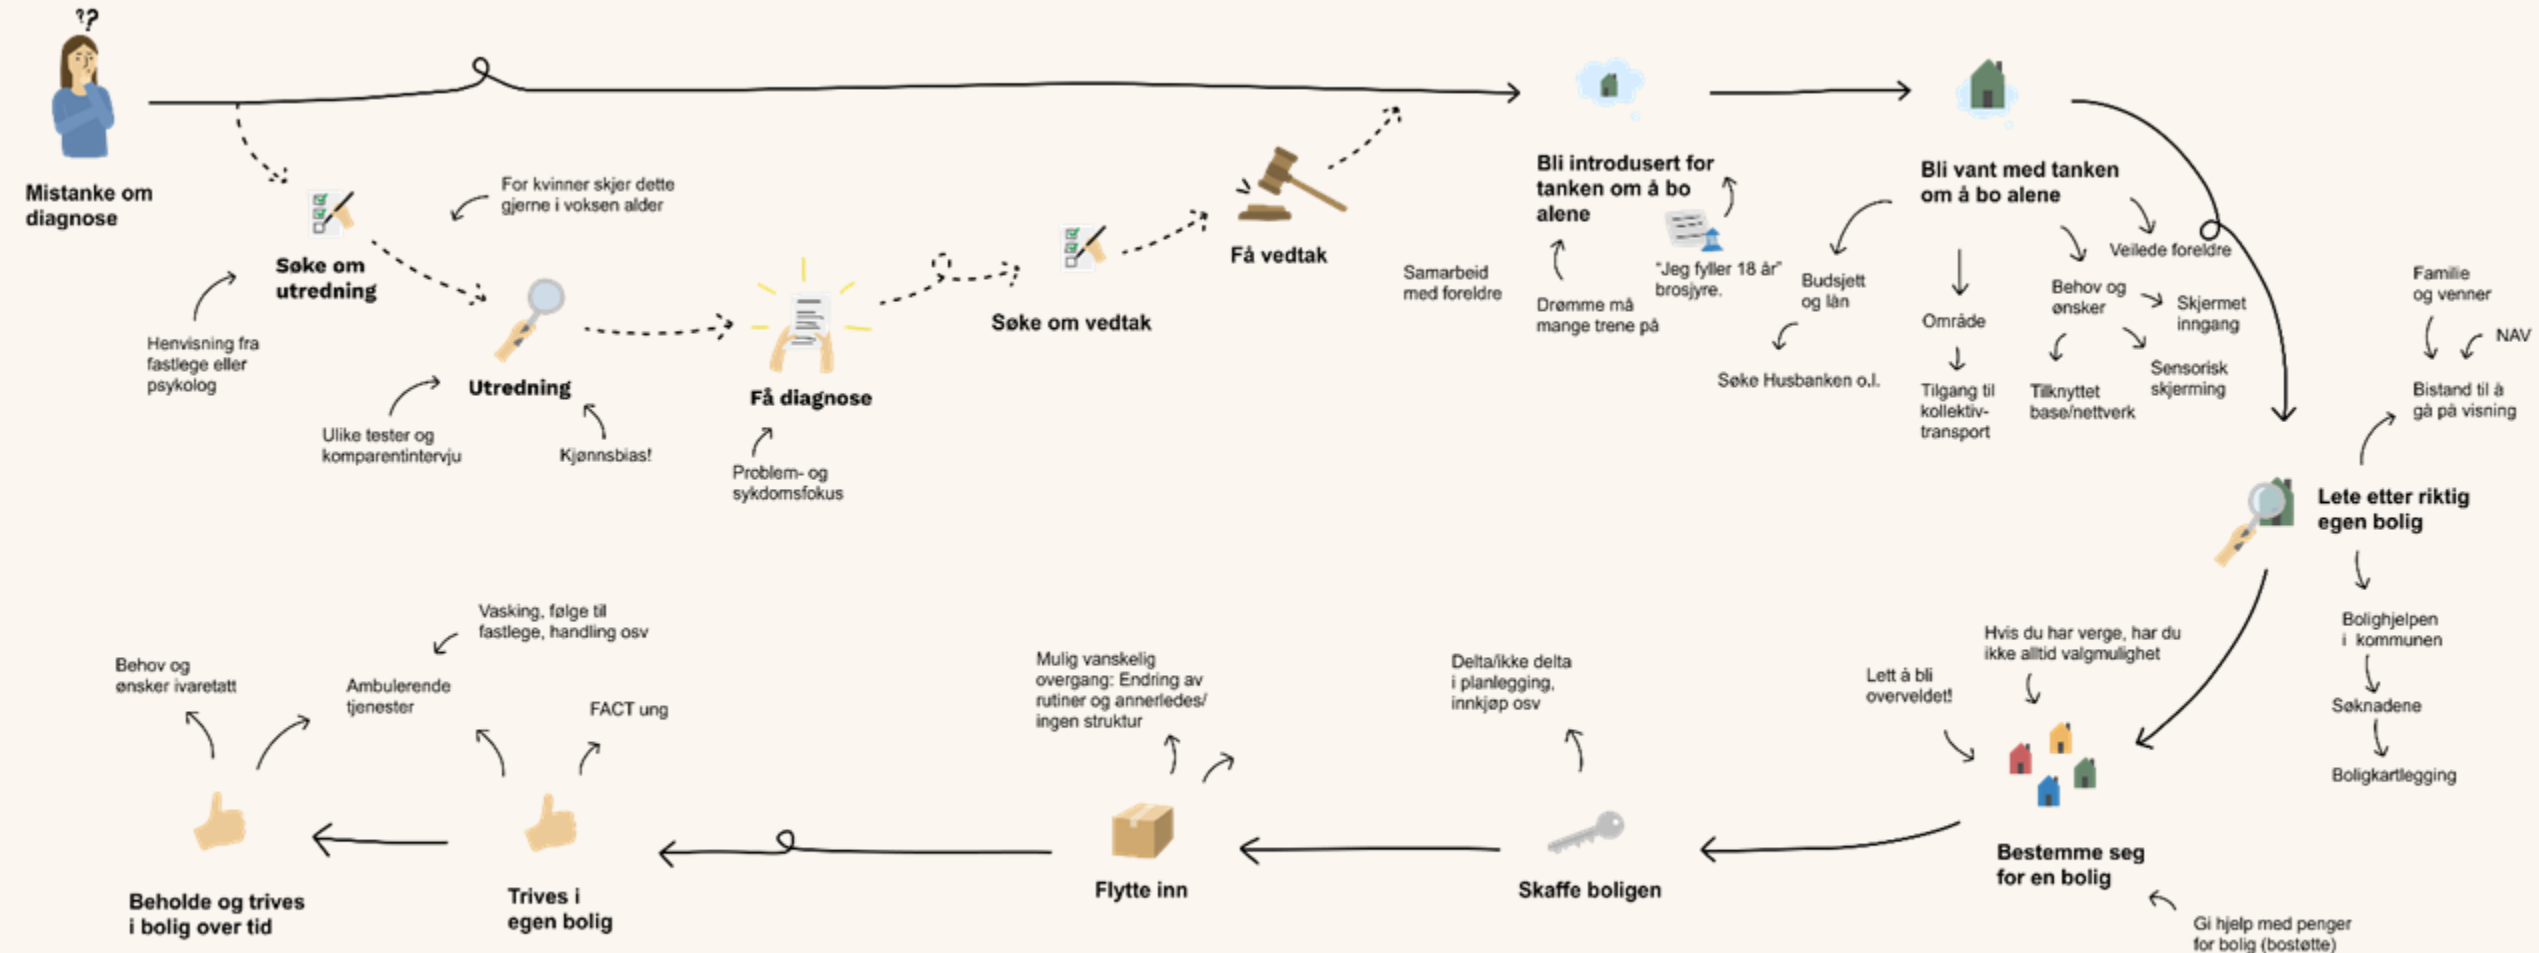 ??
Mistanke om
diagnose
Søke om
utredning
Henvisning fra
fastlege eller
psykolog
For kvinner skjer dette
gjerne i voksen alder
Utredning
Ulike tester og
komparentintervju
Kjønnsbias!
Få diagnose
Problem- og
sykdomsfokus
Søke om vedtak
Få vedtak
Bli introdusert for
tanken om å bo
alene
Samarbeid
med foreldre
Drømme må
mange trene på
"Jeg fyller 18 år"
brosjyre.
Bli vant med tanken
om å bo alene
Budsjett
og lån
Søke Husbanken o.l.
Område
Tilgang til
kollektiv-
transport
Behov og
ønsker
Tilknyttet
base/nettverk
Sensorisk
skjerming
Skjermet
inngang
Veilede foreldre
Familie
og venner
NAV
Bistand til å
gå på visning
Lete etter riktig
egen bolig
Bolighjelpen
i kommunen
Søknadene
Boligkartlegging
Hvis du har verge, har du
ikke alltid valgmulighet
Lett å bli
overveldet!
Bestemme seg
for en bolig
Gi hjelp med penger
for bolig (bostøtte)
Delta/ikke delta
i planlegging,
innkjøp osv
Skaffe boligen
Mulig vanskelig
overgang: Endring av
rutiner og annerledes/
ingen struktur
Flytte inn
FACT ung
Vasking, følge til
fastlege, handling osv
Ambulerende
tjenester
Trives i
egen bolig
Behov og
ønsker ivaretatt
Beholde og trives
i bolig over tid